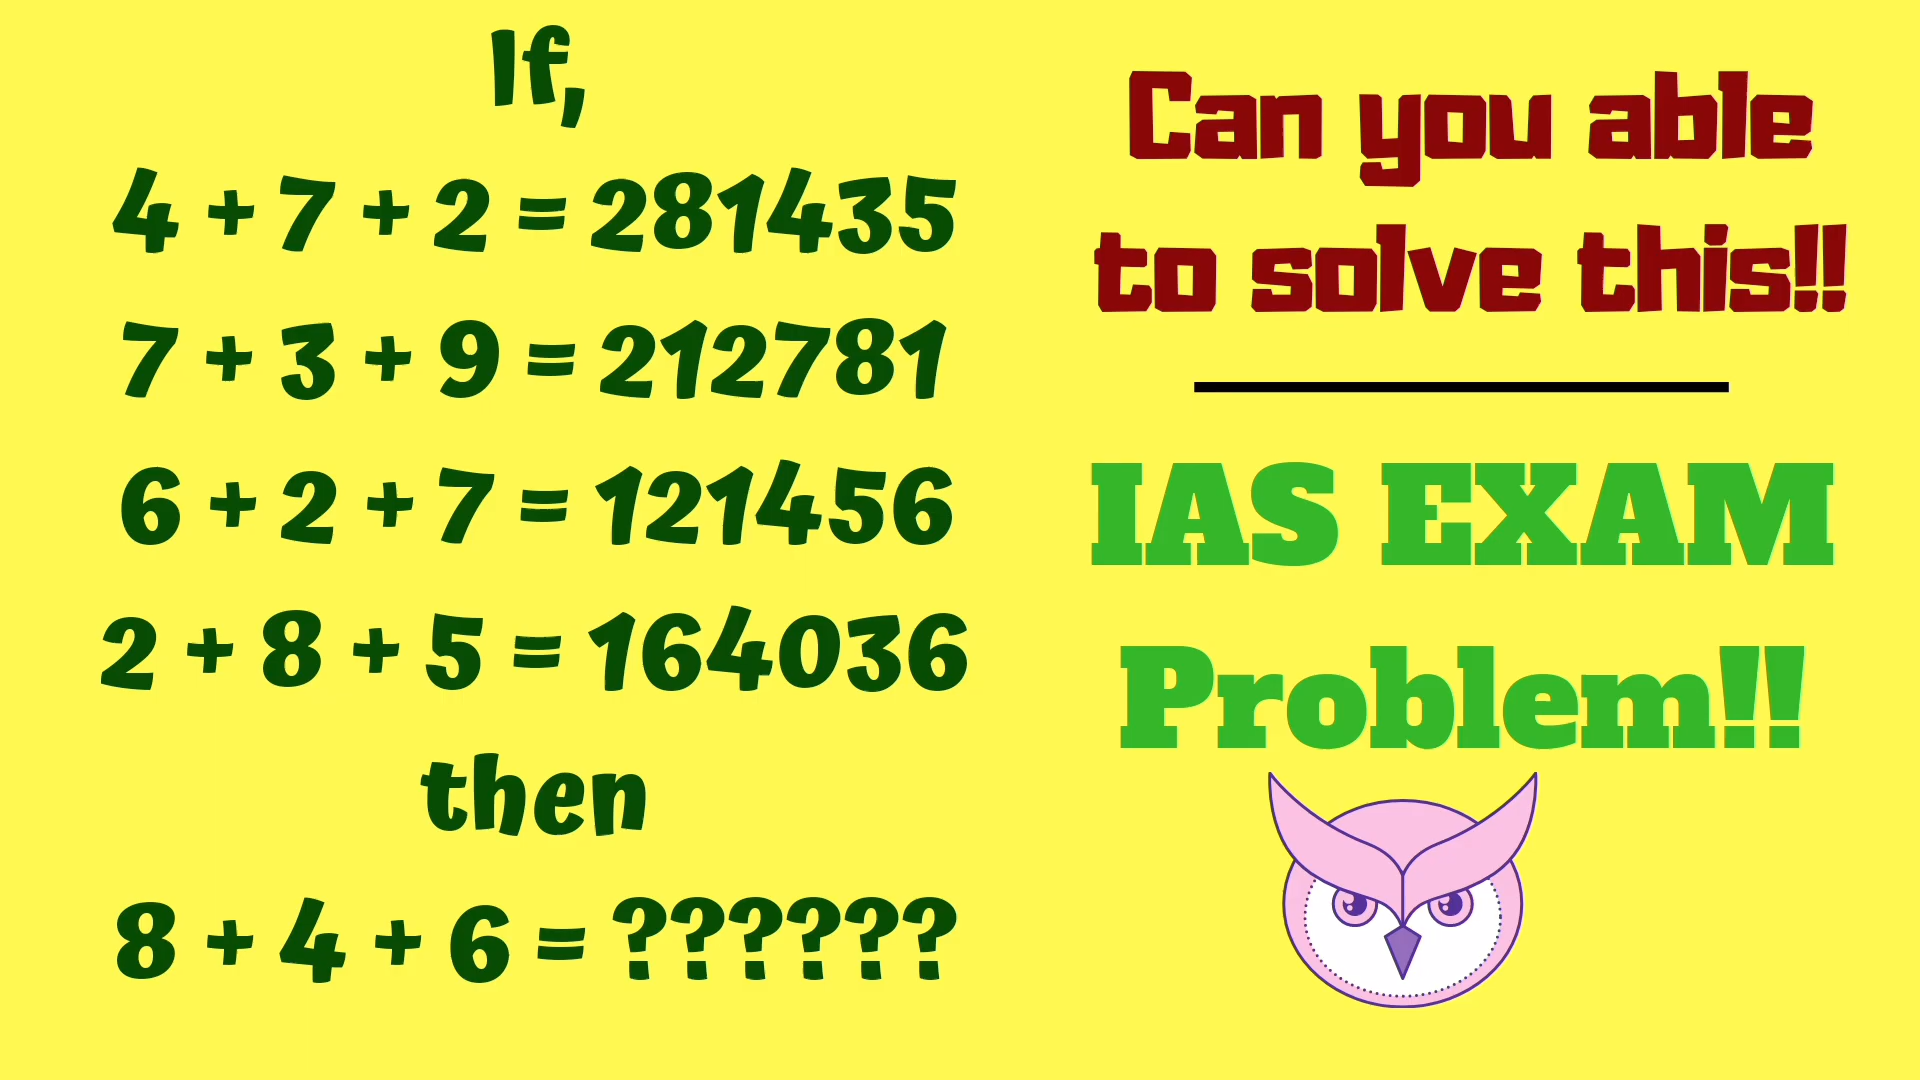 If,
4 + 7 + 2 = 281435
7 + 3 + 9 = 212781
6 + 2 + 7 = 121456
2 + 8 + 5 = 164036
then
8 + 4 + 6 = ??????
Can you able
to solve this!!
IAS EXAM
Problem!!